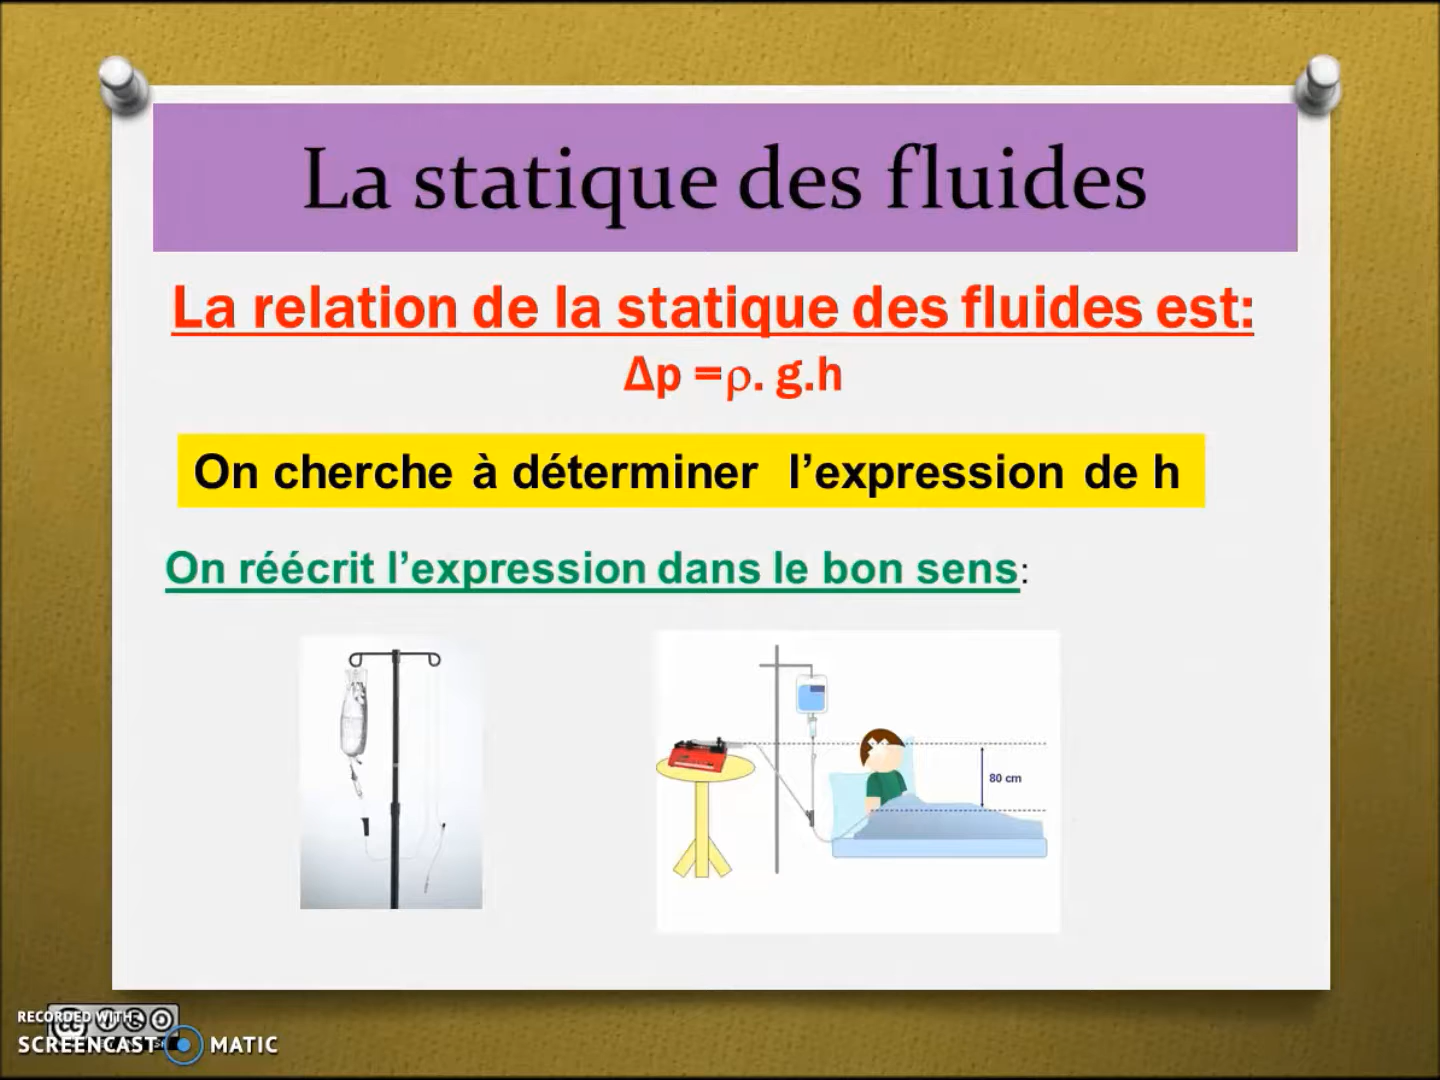 La statique des fluides
La relation de la statique des fluides est:
Δp =ρ. g.h
On cherche à déterminer l’expression de h
On réécrit l’expression dans le bon sens:
80 cm
RECORDED WITH
SCREENCAST MATIC